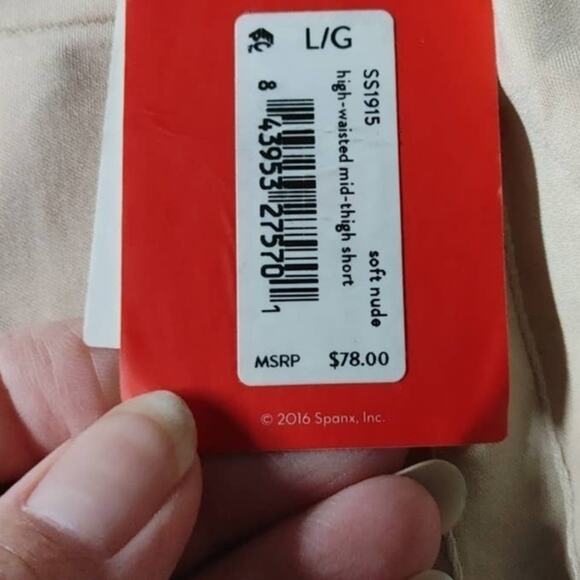 L/G
SS1915
high-waisted mid-thigh short
soft nude
8 43953 27570 1
MSRP $78.00
© 2016 Spanx, Inc.